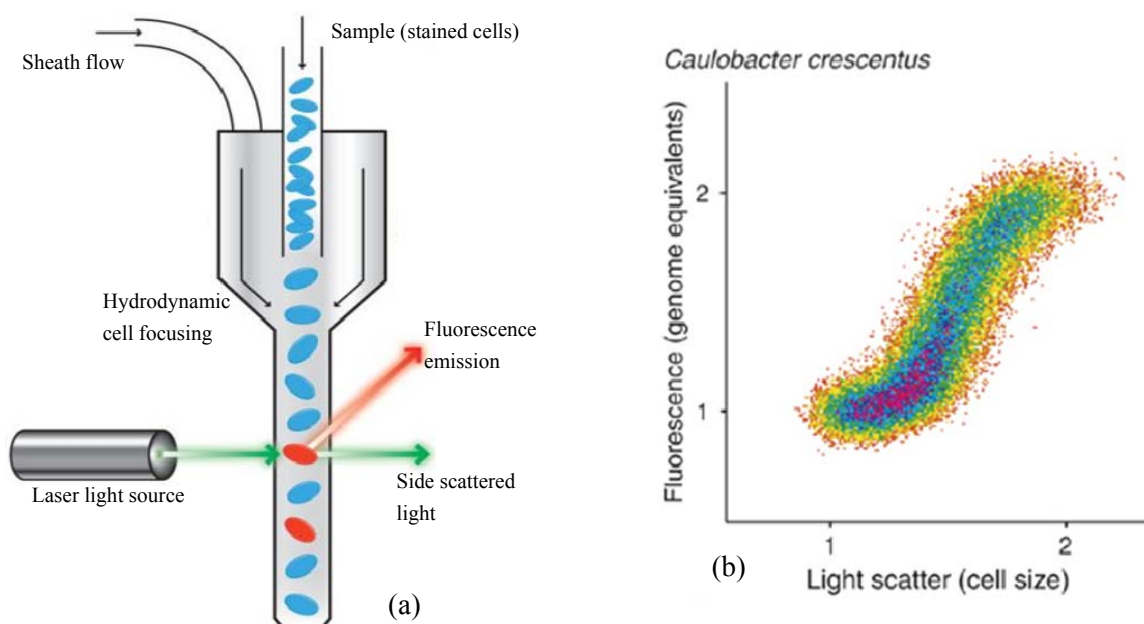 Sheath flow
Sample (stained cells)
Hydrodynamic
cell focusing
Fluorescence
emission
Laser light source
Side scattered
light
(a)
Caulobacter crescentus
Fluorescence (genome equivalents)
2
1
1
2
Light scatter (cell size)
(b)